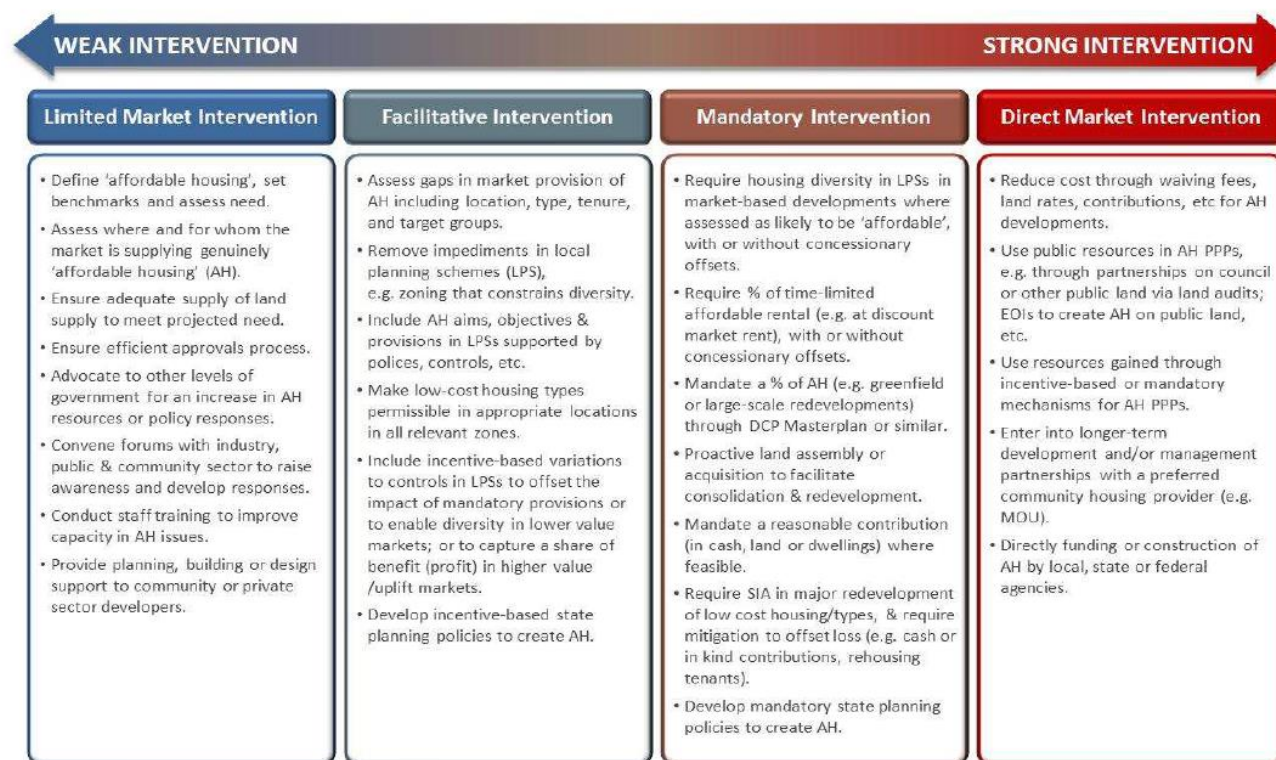 WEAK INTERVENTION
STRONG INTERVENTION
Limited Market Intervention
• Define ‘affordable housing’, set
benchmarks and assess need.
• Assess where and for whom the
market is supplying genuinely
‘affordable housing’ (AH).
• Ensure adequate supply of land
supply to meet projected need.
• Ensure efficient approvals process.
• Advocate to other levels of
government for an increase in AH
resources or policy responses.
• Convene forums with industry,
public & community sector to raise
awareness and develop responses.
• Conduct staff training to improve
capacity in AH issues.
• Provide planning, building or design
support to community or private
sector developers.
Facilitative Intervention
• Assess gaps in market provision of
AH including location, type, tenure,
and target groups.
• Remove impediments in local
planning schemes (LPS),
e.g. zoning that constrains diversity.
• Include AH aims, objectives &
provisions in LPSs supported by
polices, controls, etc.
• Make low-cost housing types
permissible in appropriate locations
in all relevant zones.
• Include incentive-based variations
to controls in LPSs to offset the
impact of mandatory provisions or
to enable diversity in lower value
markets; or to capture a share of
benefit (profit) in higher value
/uplift markets.
• Develop incentive-based state
planning policies to create AH.
Mandatory Intervention
• Require housing diversity in LPSs in
market-based developments where
assessed as likely to be ‘affordable’,
with or without concessionary
offsets.
• Require % of time-limited
affordable rental (e.g. at discount
market rent), with or without
concessionary offsets.
• Mandate a % of AH (e.g. greenfield
or large-scale redevelopments)
through DCP Masterplan or similar.
• Proactive land assembly or
acquisition to facilitate
consolidation & redevelopment.
• Mandate a reasonable contribution
(in cash, land or dwellings) where
feasible.
• Require SIA in major redevelopment
of low cost housing/types, & require
mitigation to offset loss (e.g. cash or
in kind contributions, rehousing
tenants).
• Develop mandatory state planning
policies to create AH.
Direct Market Intervention
• Reduce cost through waiving fees,
land rates, contributions, etc for AH
developments.
• Use public resources in AH PPPs,
e.g. through partnerships on council
or other public land via land audits;
EOIs to create AH on public land,
etc.
• Use resources gained through
incentive-based or mandatory
mechanisms for AH PPPs.
• Enter into longer-term
development and/or management
partnerships with a preferred
community housing provider (e.g.
MOU).
• Directly funding or construction of
AH by local, state or federal
agencies.